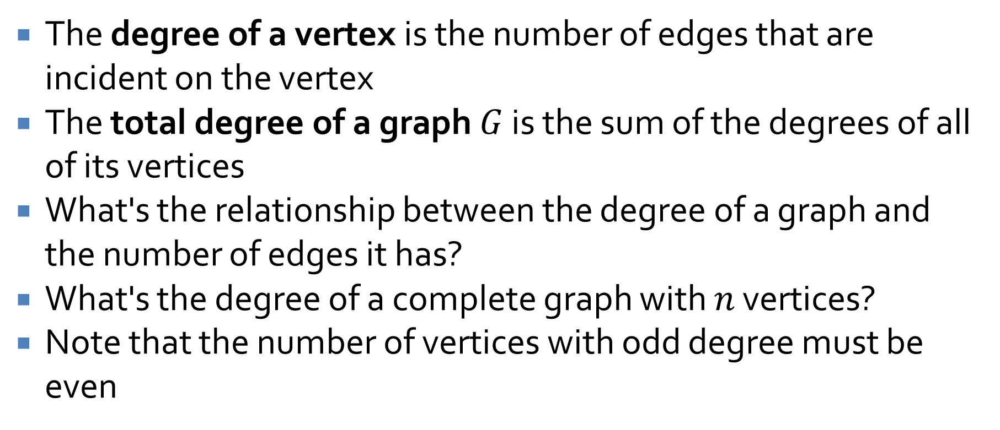 The degree of a vertex is the number of edges that are
incident on the vertex
The total degree of a graph G is the sum of the degrees of all
of its vertices
What's the relationship between the degree of a graph and
the number of edges it has?
What's the degree of a complete graph with n vertices?
Note that the number of vertices with odd degree must be
even